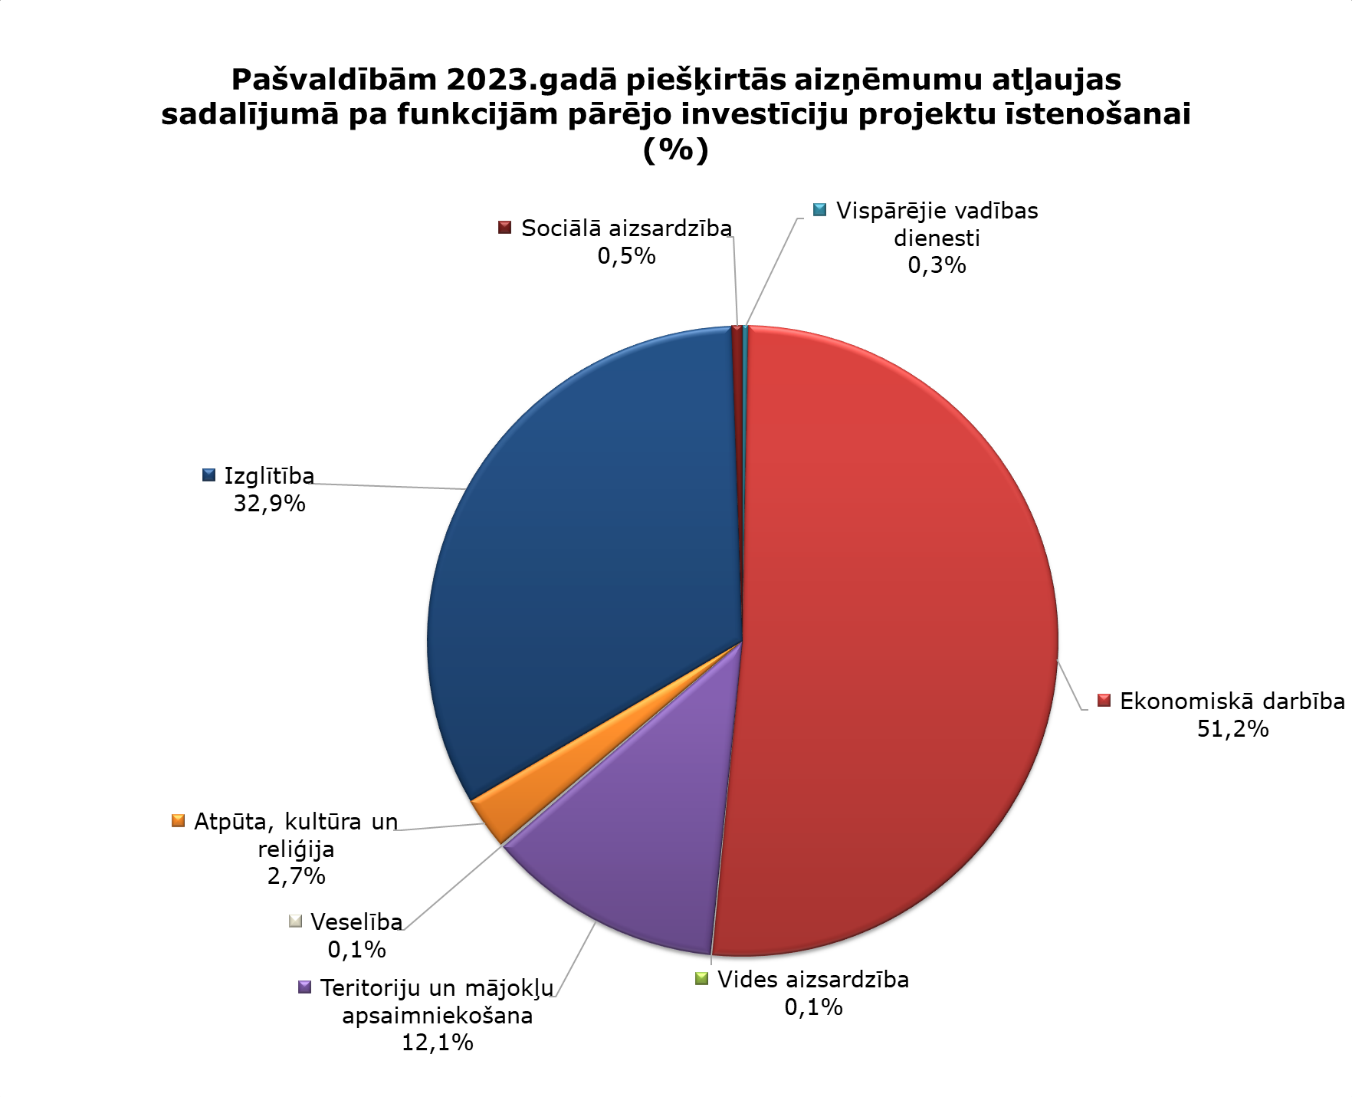 Pašvaldībām 2023.gadā piešķirtās aizņēmumu atļaujas
sadalījumā pa funkcijām pārējo investīciju projektu īstenošanai
(%)
Sociālā aizsardzība
0,5%
Vispārējie vadības
dienesti
0,3%
Izglītība
32,9%
Ekonomiskā darbība
51,2%
Atpūta, kultūra un
reliģija
2,7%
Veselība
0,1%
Teritoriju un mājokļu
apsaimniekošana
12,1%
Vides aizsardzība
0,1%